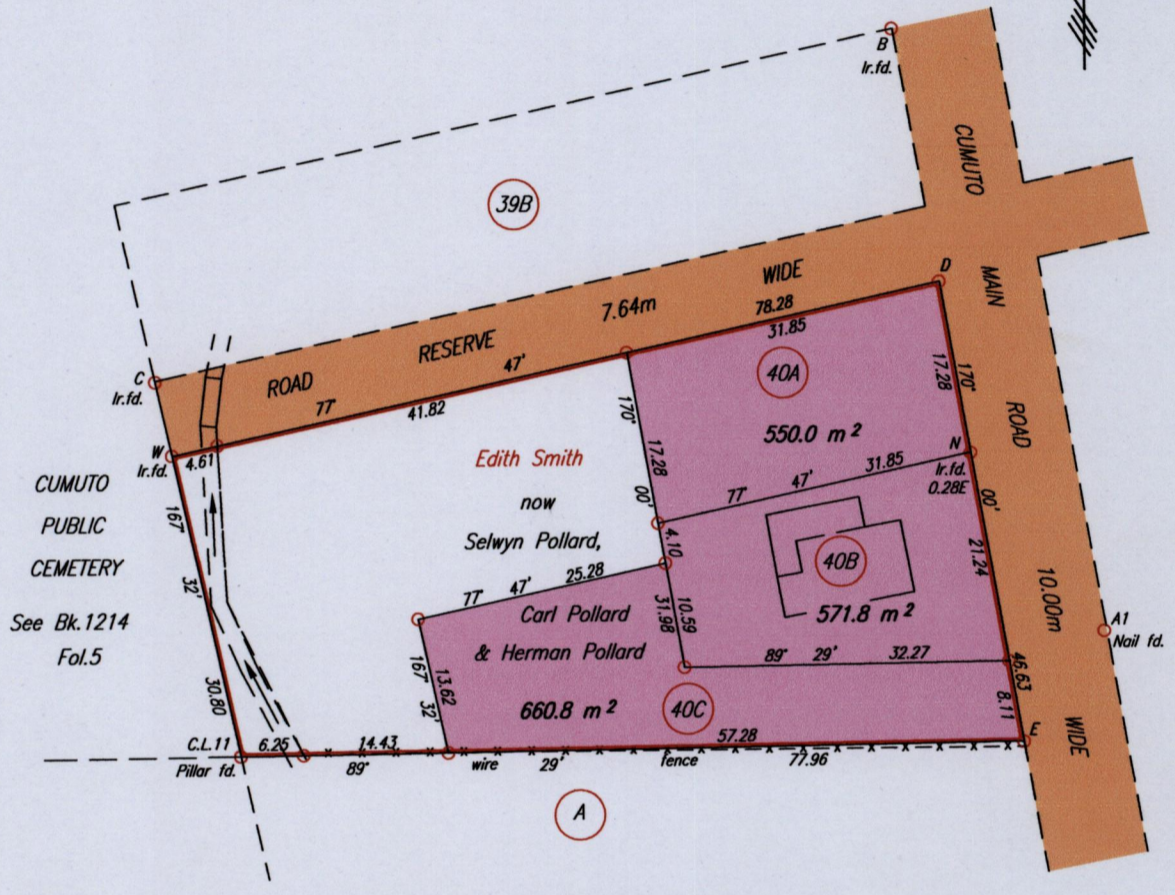 B
Ir.fd.
CUMUTO
39B
WIDE
D
7.64m
78.28
MAIN
31.85
RESERVE
47'
C
Ir.fd.
ROAD
77'
41.82
40A
17.28
170°
170°
ROAD
550.0 m²
W
Ir.fd.
4.61
Edith Smith
17.28
77'
47'
31.85
N
Ir.fd.
0.28E
CUMUTO
now
00'
00'
PUBLIC
167°
Selwyn Pollard,
4.10
40B
21.24
CEMETERY
32'
77'
47'
25.28
10.59
31.98
571.8 m²
10.00m
See Bk.1214
Carl Pollard
A1
Nail fd.
Fol.5
& Herman Pollard
89°
29'
32.27
46.63
30.80
167°
13.62
32'
660.8 m²
40C
8.11
C.L.11
Pillar fd.
6.25
14.43
57.28
E
WIDE
89°
wire
29'
fence
77.96
A